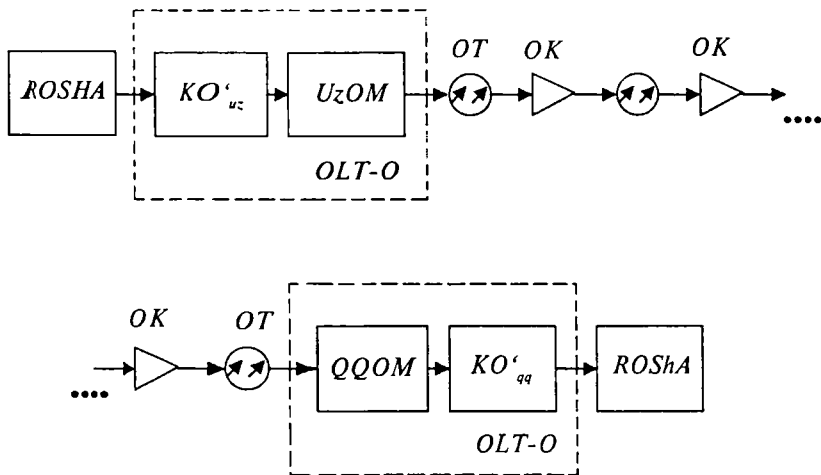 OT OK OK
ROSHA KO‘uz UzOM
OLT-O
....
OK OT
QQOM KO‘qq ROShA
....
OLT-O